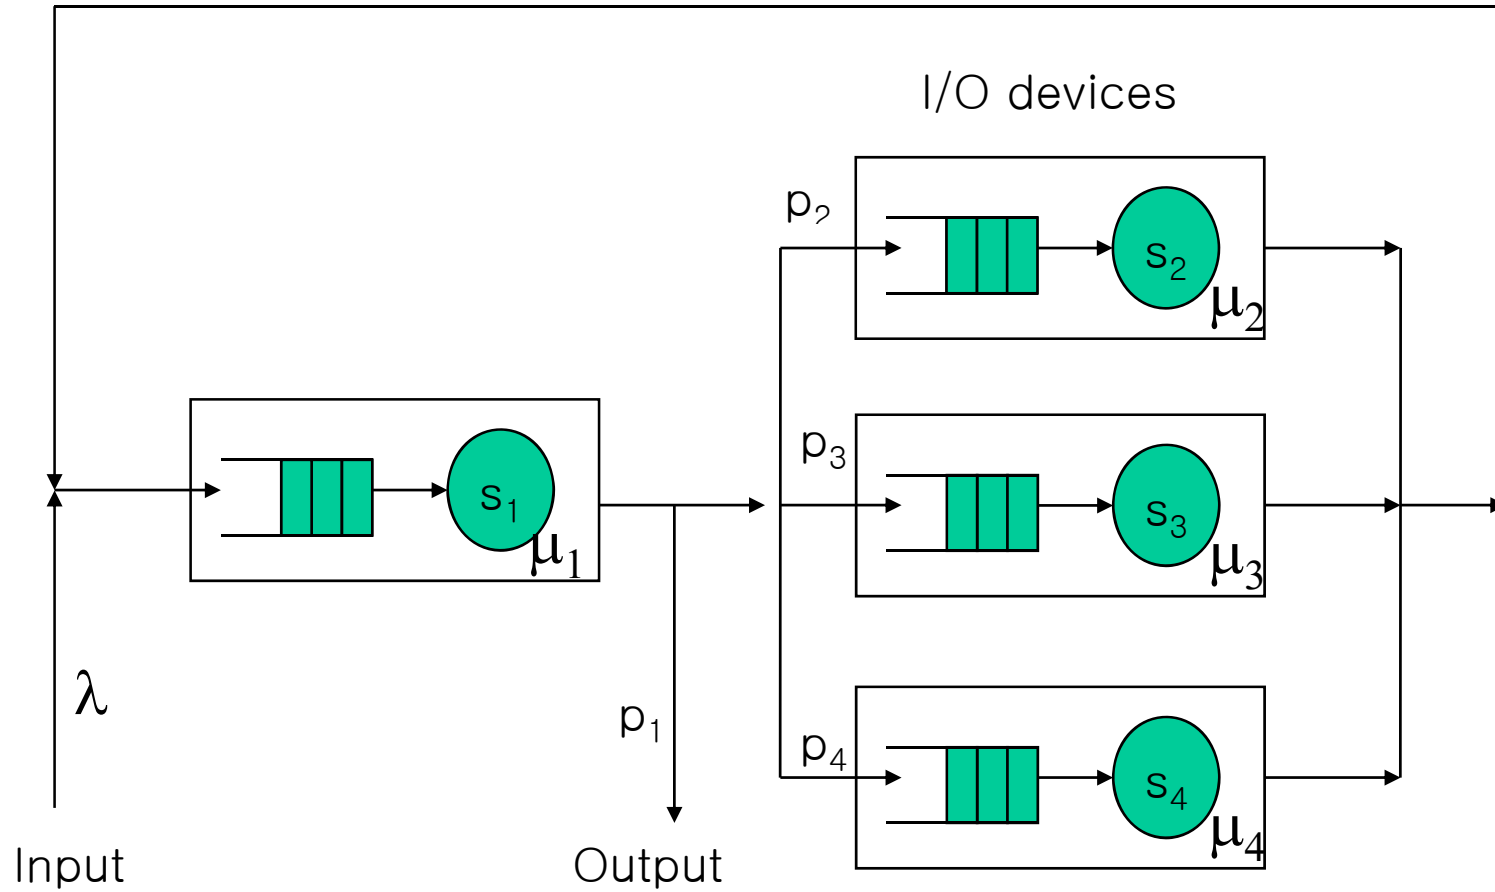 I/O devices
p₂
s₂
μ₂
p₃
s₃
μ₃
s₁
μ₁
λ
p₁
p₄
s₄
μ₄
Input
Output